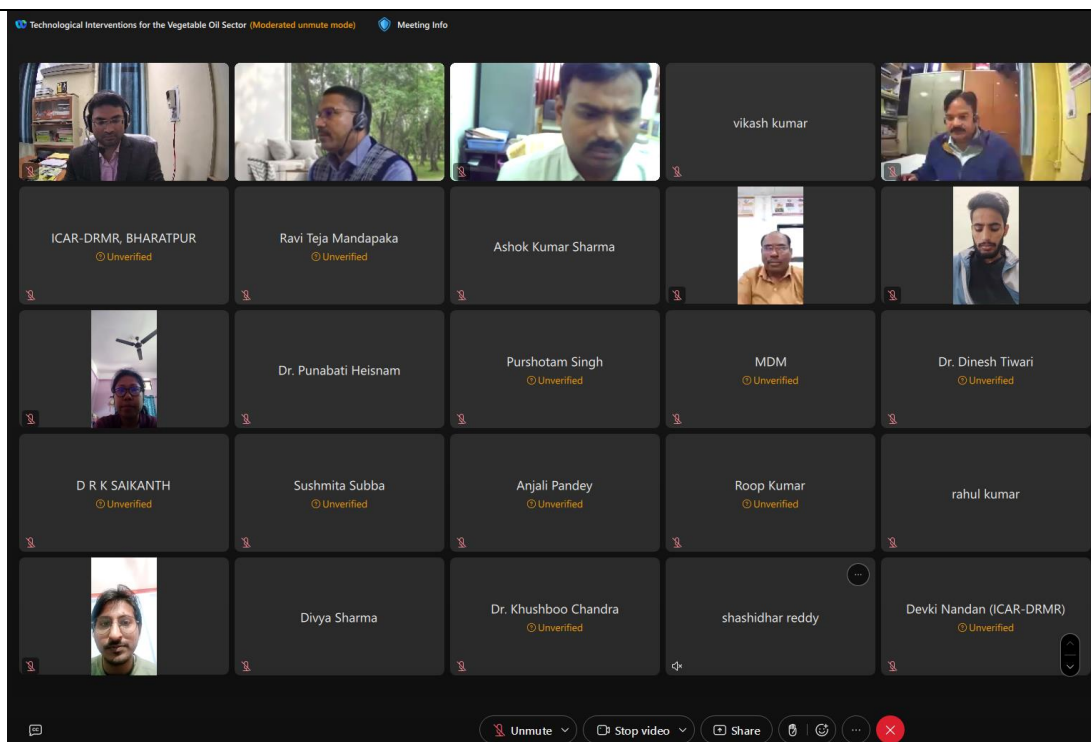 Technological Interventions for the Vegetable Oil Sector (Moderated unmute mode) Meeting Info
vikash kumar
ICAR-DRMR, BHARATPUR
Unverified
Ravi Teja Mandapaka
Unverified
Ashok Kumar Sharma
Dr. Punabati Heisnam
Purshotam Singh
Unverified
MDM
Unverified
Dr. Dinesh Tiwari
Unverified
D R K SAIKANTH
Unverified
Sushmita Subba
Unverified
Anjali Pandey
Unverified
Roop Kumar
Unverified
rahul kumar
Divya Sharma
Dr. Khushboo Chandra
Unverified
shashidhar reddy
Devki Nandan (ICAR-DRMR)
Unverified
CC
Unmute
Stop video
Share